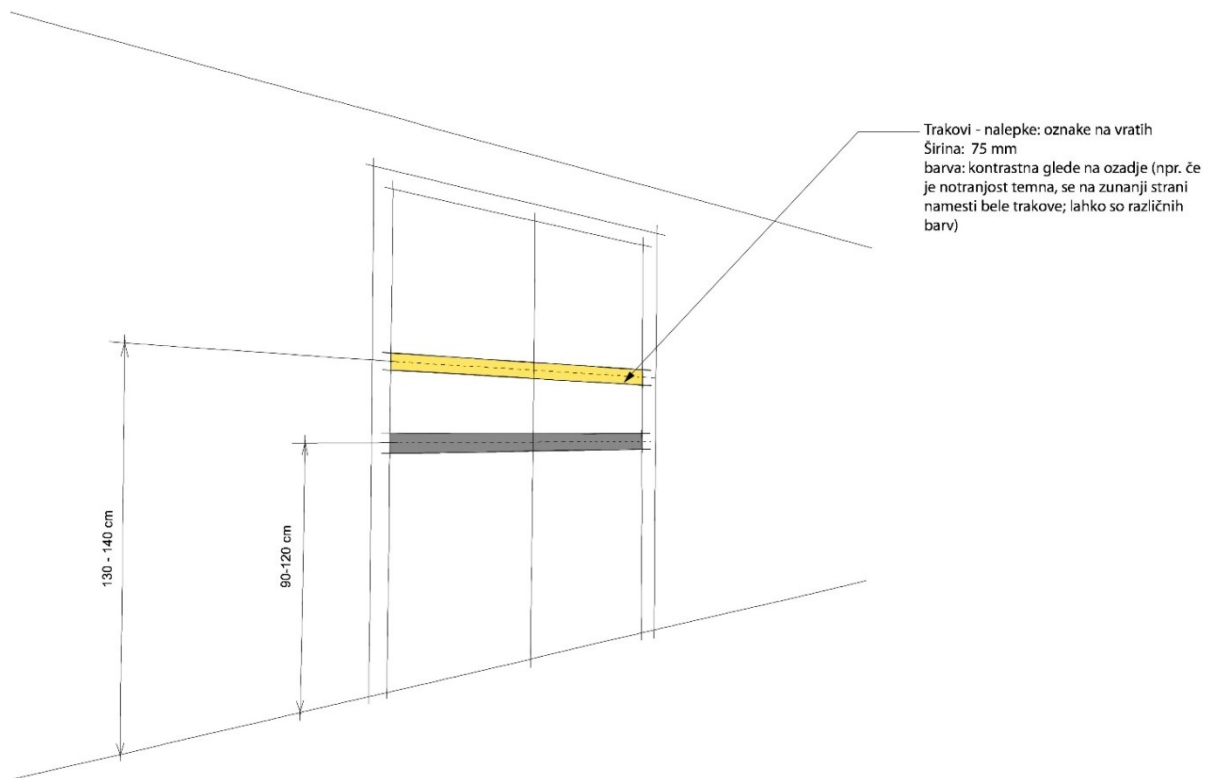 Trakovi - nalepke: oznake na vratih
Širina: 75 mm
barva: kontrastna glede na ozadje (npr. če
je notranjost temna, se na zunanji strani
namesti bele trakove; lahko so različnih
barv)
130 - 140 cm
90-120 cm